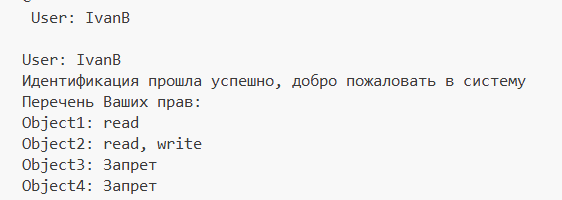 User: IvanB
User: IvanB
Идентификация прошла успешно, добро пожаловать в систему
Перечень Ваших прав:
Object1: read
Object2: read, write
Object3: Запрет
Object4: Запрет